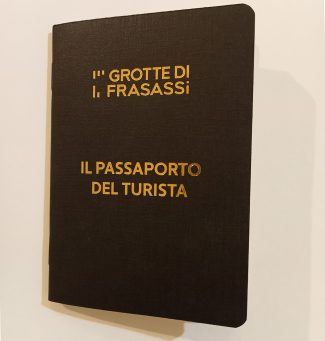 GROTTE DI
FRASASSi
IL PASSAPORTO
DEL TURISTA